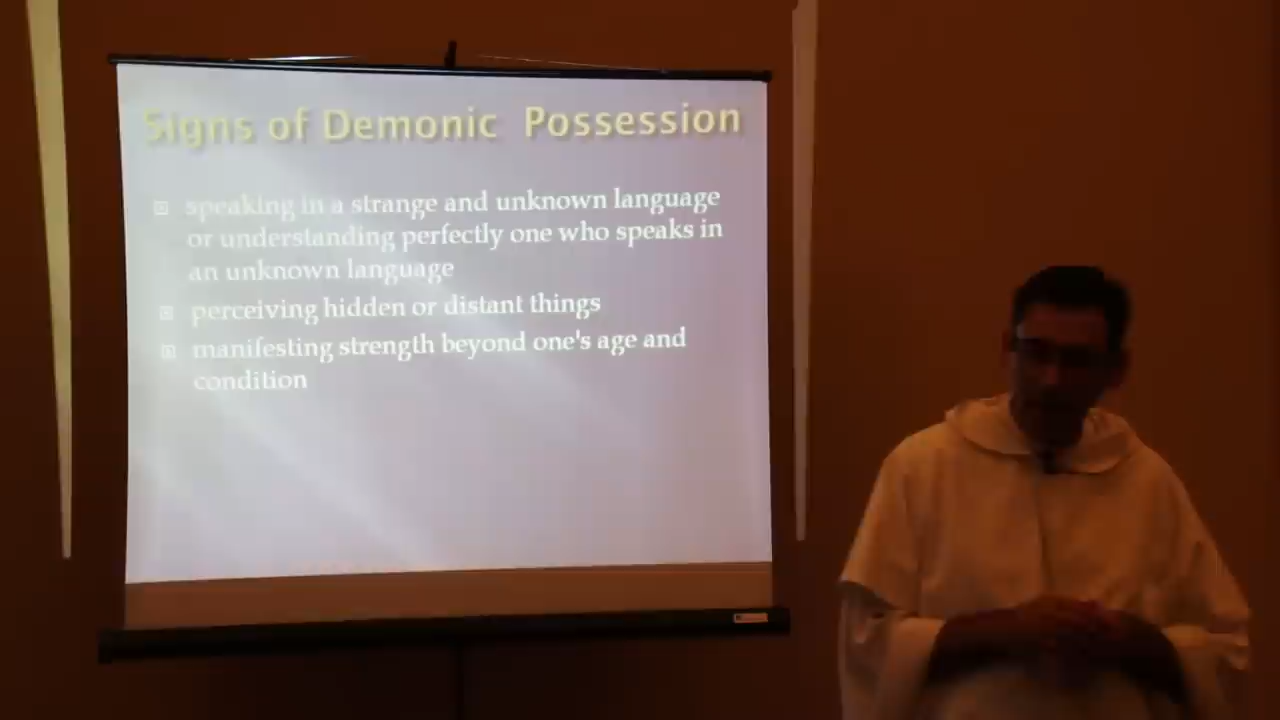 Signs of Demonic Possession
speaking in a strange and unknown language
or understanding perfectly one who speaks in
an unknown language
perceiving hidden or distant things
manifesting strength beyond one's age and
condition